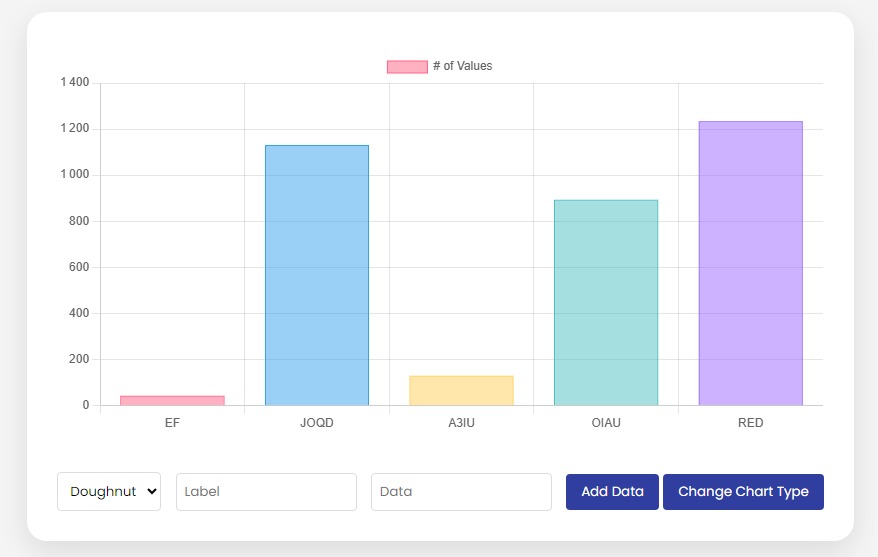 # of Values
1 400
1 200
1 000
800
600
400
200
0
EF JOQD A3IU OIAU RED
Doughnut Label Data Add Data Change Chart Type